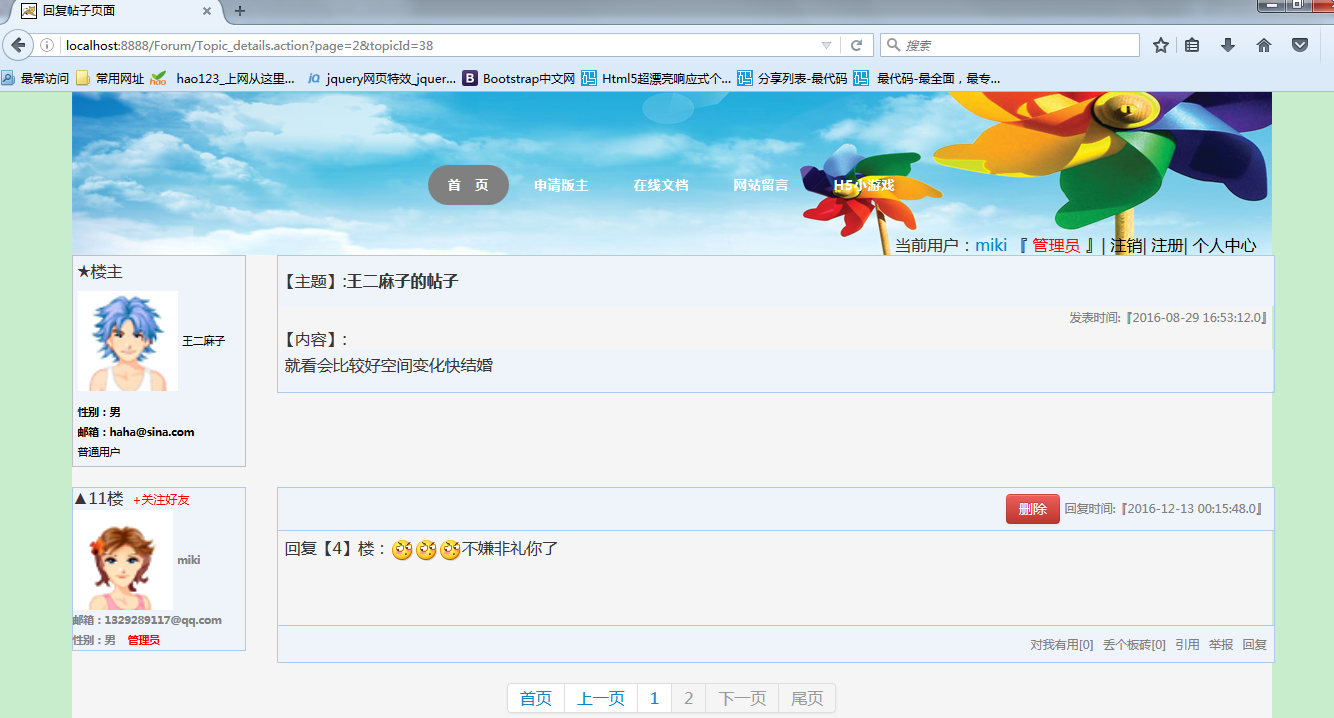 回复帖子页面
localhost:8888/Forum/Topic_details.action?page=2&topicId=38
搜索
最常访问 常用网址 hao123_上网从这里... jquery网页特效_jquer... Bootstrap中文网 Html5超漂亮响应式个... 分享列表-最代码 最代码-最全面，最专...
首 页 申请版主 在线文档 网站留言 H5小游戏
当前用户：miki 『 管理员 』| 注销| 注册| 个人中心
★楼主
王二麻子
性别：男
邮箱：haha@sina.com
普通用户
【主题】:王二麻子的帖子
发表时间:『2016-08-29 16:53:12.0』
【内容】:
就看会比较好空间变化快结婚
▲11楼 +关注好友
miki
邮箱：1329289117@qq.com
性别：男 管理员
删除 回复时间:『2016-12-13 00:15:48.0』
回复【4】楼：不嫌非礼你了
对我有用[0] 丢个板砖[0] 引用 举报 回复
首页 上一页 1 2 下一页 尾页